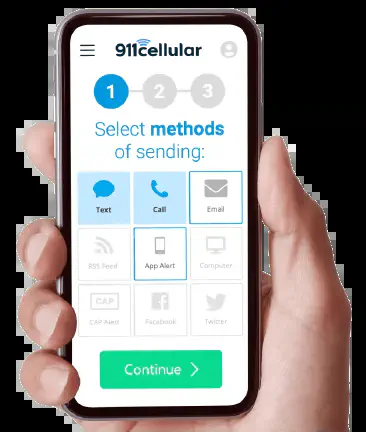 911cellular
1 2 3
Select methods
of sending:
Text Call Email
RSS Feed App Alert Computer
CAP
CAP Alert Facebook Twitter
Continue